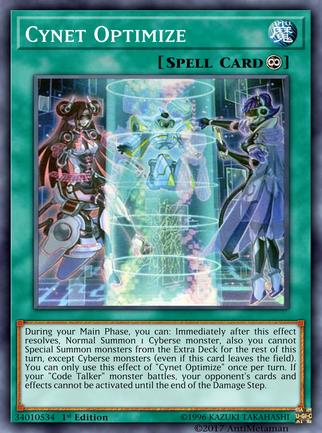 Cynet Optimize
[Spell Card]
During your Main Phase, you can: Immediately after this effect
resolves, Normal Summon 1 Cyberse monster, also you cannot
Special Summon monsters from the Extra Deck for the rest of this
turn, except Cyberse monsters (even if this card leaves the field).
You can only use this effect of "Cynet Optimize" once per turn. If
your "Code Talker" monster battles, your opponent's cards and
effects cannot be activated until the end of the Damage Step.
34010534 1st Edition ©1996 KAZUKI TAKAHASHI
©2017 AntiMetaman